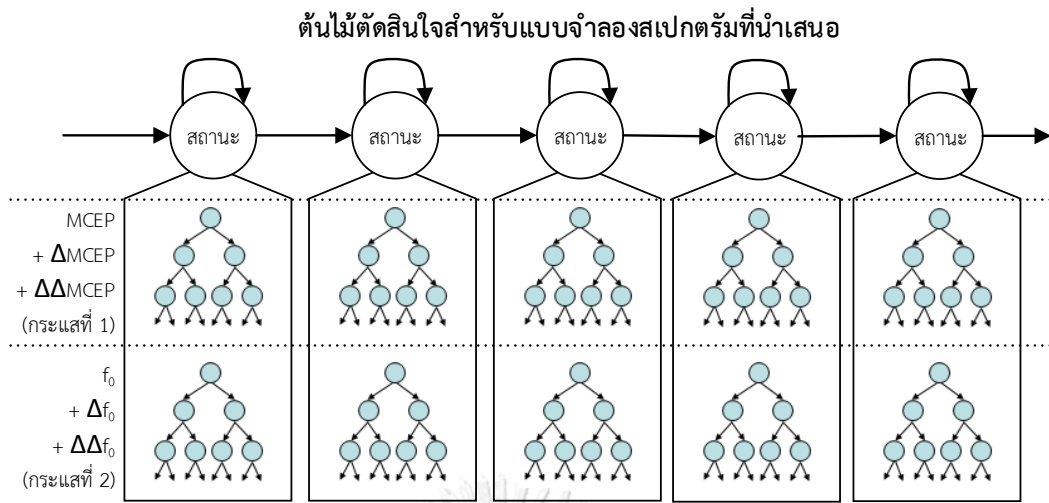 ต้นไม้ตัดสินใจสำหรับแบบจำลองสเปกตรัมที่นำเสนอ
สถานะ สถานะ สถานะ สถานะ สถานะ
MCEP
+ ΔMCEP
+ ΔΔMCEP
(กระแสที่ 1)
f₀
+ Δf₀
+ ΔΔf₀
(กระแสที่ 2)